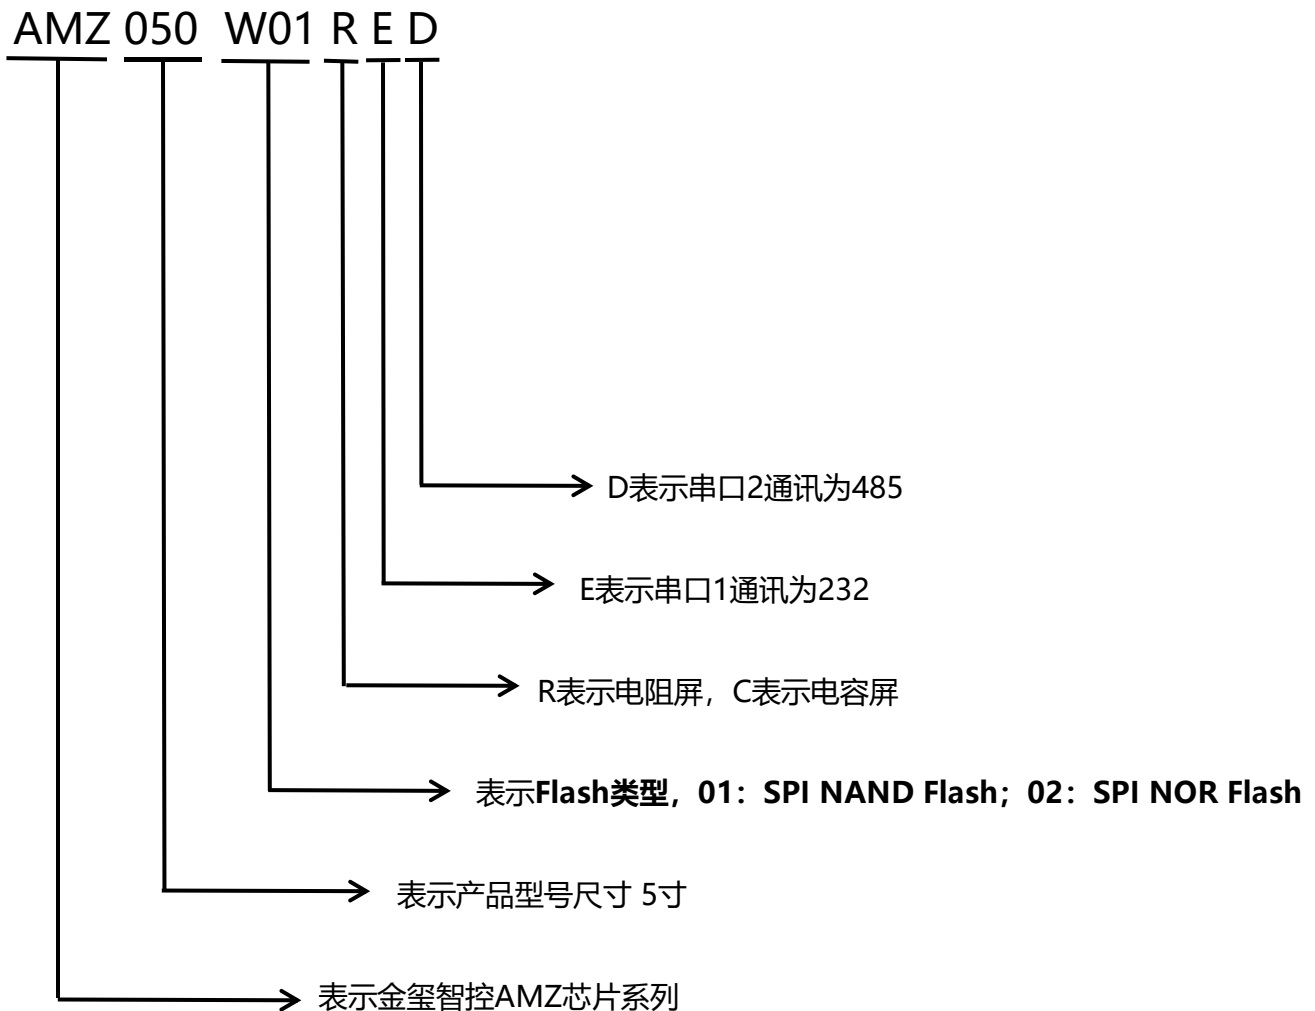 AMZ 050 W01 R E D
D表示串口2通讯为485
E表示串口1通讯为232
R表示电阻屏，C表示电容屏
表示Flash类型，01：SPI NAND Flash；02：SPI NOR Flash
表示产品型号尺寸 5寸
表示金玺智控AMZ芯片系列